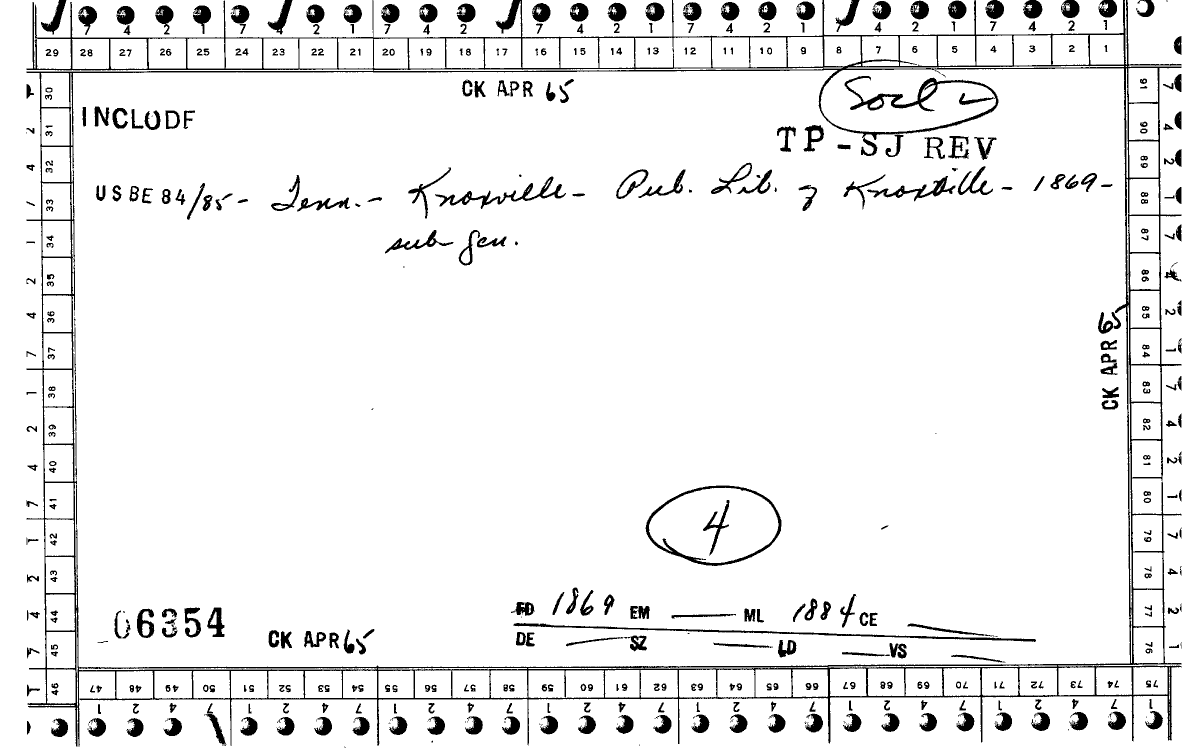 7 4 2 1 7 4 2 1 7 4 2 1 7 4 2 1 7 4 2 1 7 4 2 1 7 4 2 1
29 28 27 26 25 24 23 22 21 20 19 18 17 16 15 14 13 12 11 10 9 8 7 6 5 4 3 2 1
CK APR 65
INCLUDF
TP-SJ REV
USBE 84/85 - Tenn. - Knoxville - Pub. Lib. of Knoxville - 1869 -
sub-gen.
4
FD 1869 EM — ML 1884 CE —
DE — SZ — LD — VS —
06354
CK APR 65
CK APR 65
30 31 32 33 34 35 36 37 38 39 40 41 42 43 44 45 46
91 90 89 88 87 86 85 84 83 82 81 80 79 78 77 76 75
47 48 49 50 51 52 53 54 55 56 57 58 59 60 61 62 63 64 65 66 67 68 69 70 71 72 73 74
1 2 4 7 1 2 4 7 1 2 4 7 1 2 4 7 1 2 4 7 1 2 4 7 1 2 4 7 1